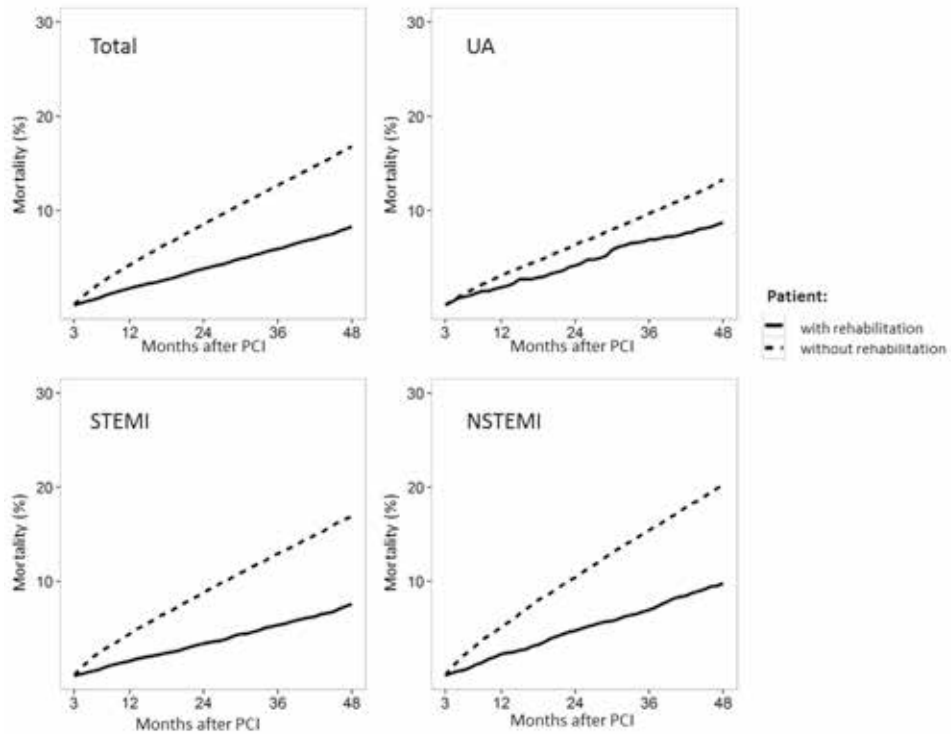 Total
30
20
10
Mortality (%)
3 12 24 36 48
Months after PCI
UA
30
20
10
Mortality (%)
3 12 24 36 48
Months after PCI
Patient:
with rehabilitation
without rehabilitation
STEMI
30
20
10
Mortality (%)
3 12 24 36 48
Months after PCI
NSTEMI
30
20
10
Mortality (%)
3 12 24 36 48
Months after PCI